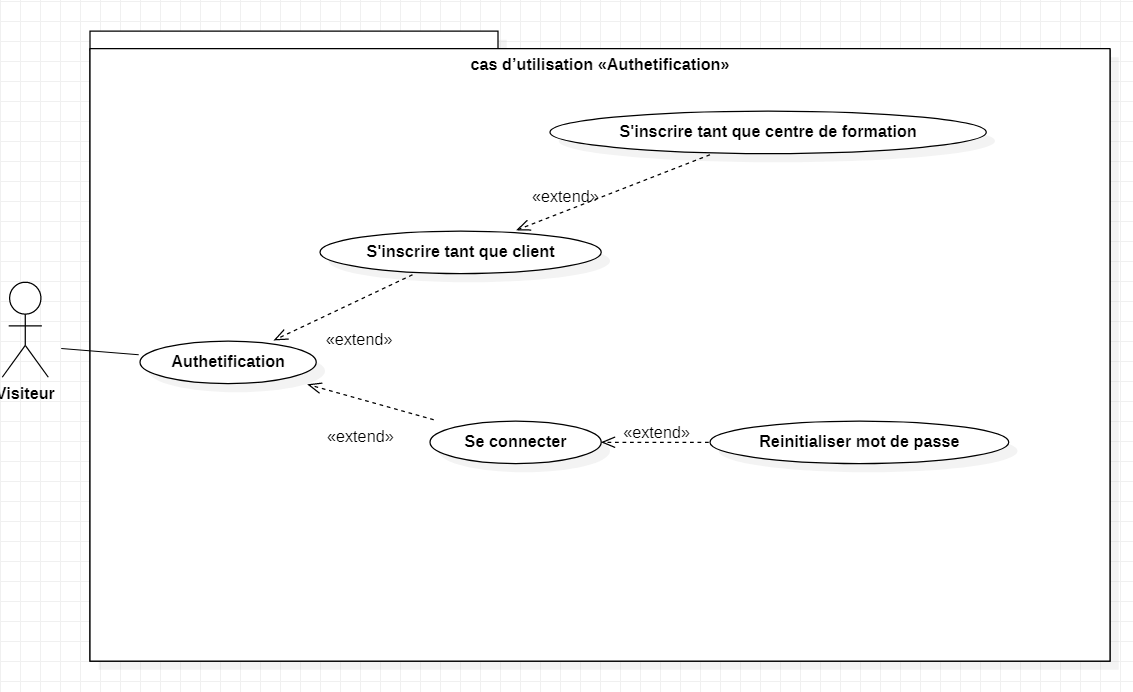 cas d’utilisation «Authetification»
S'inscrire tant que centre de formation
«extend»
S'inscrire tant que client
«extend»
Authetification
Visiteur
«extend»
Se connecter
«extend»
Reinitialiser mot de passe